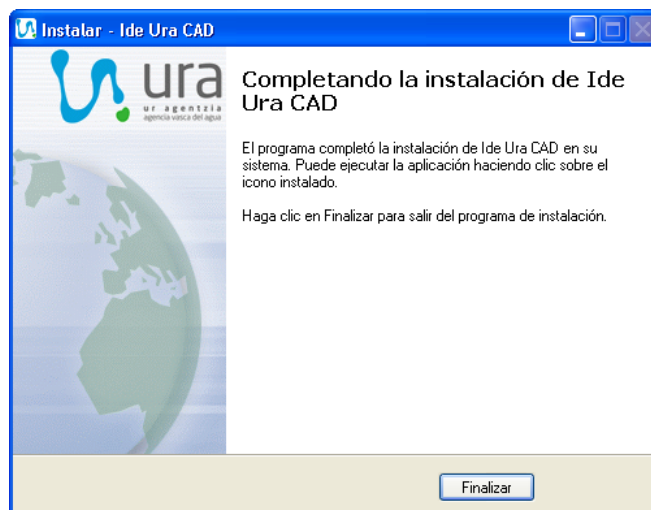 Instalar - Ide Ura CAD
ura
ur agentzia
agencia vasca del agua
Completando la instalación de Ide
Ura CAD
El programa completó la instalación de Ide Ura CAD en su
sistema. Puede ejecutar la aplicación haciendo clic sobre el
icono instalado.
Haga clic en Finalizar para salir del programa de instalación.
Finalizar